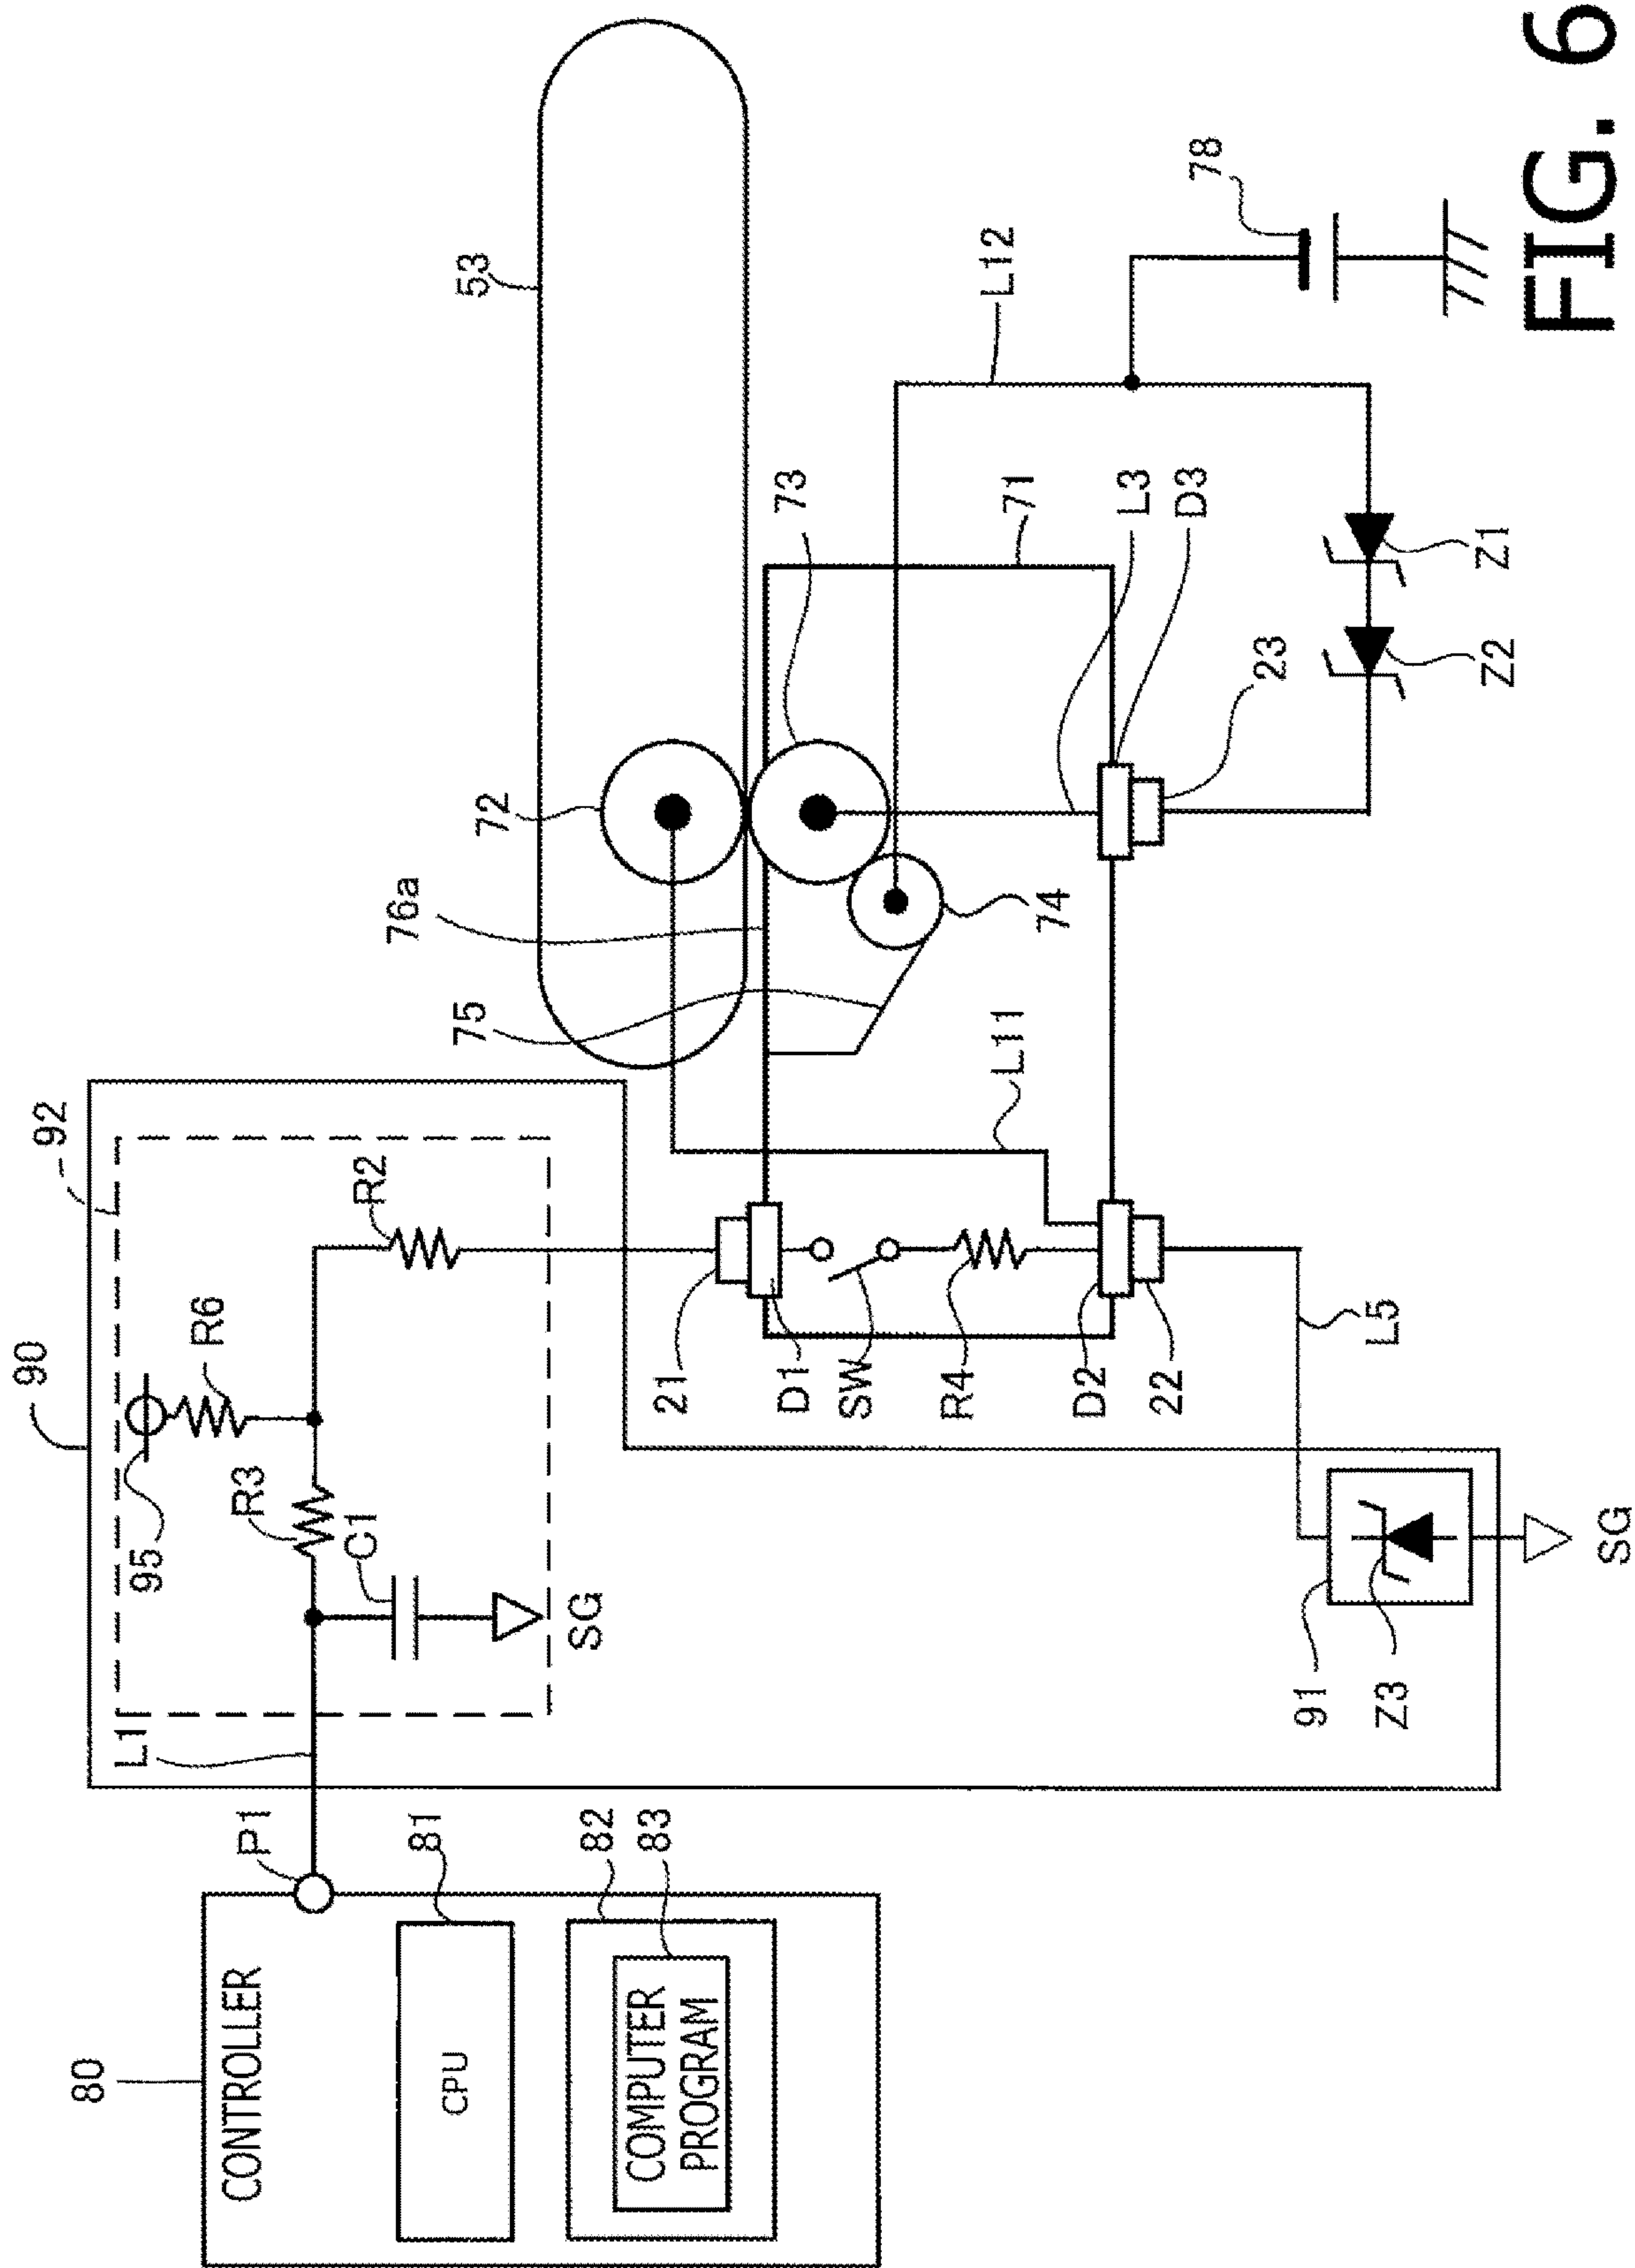 80
CONTROLLER
CPU
COMPUTER
PROGRAM
P1
81
82
83
L1
90
92
95
R6
R3
C1
SG
R2
91
Z3
SG
21
D1
SW
R4
D2
22
L5
L11
75
76a
72
53
73
74
71
L3
D3
23
L12
78
Z1
Z2
FIG. 6